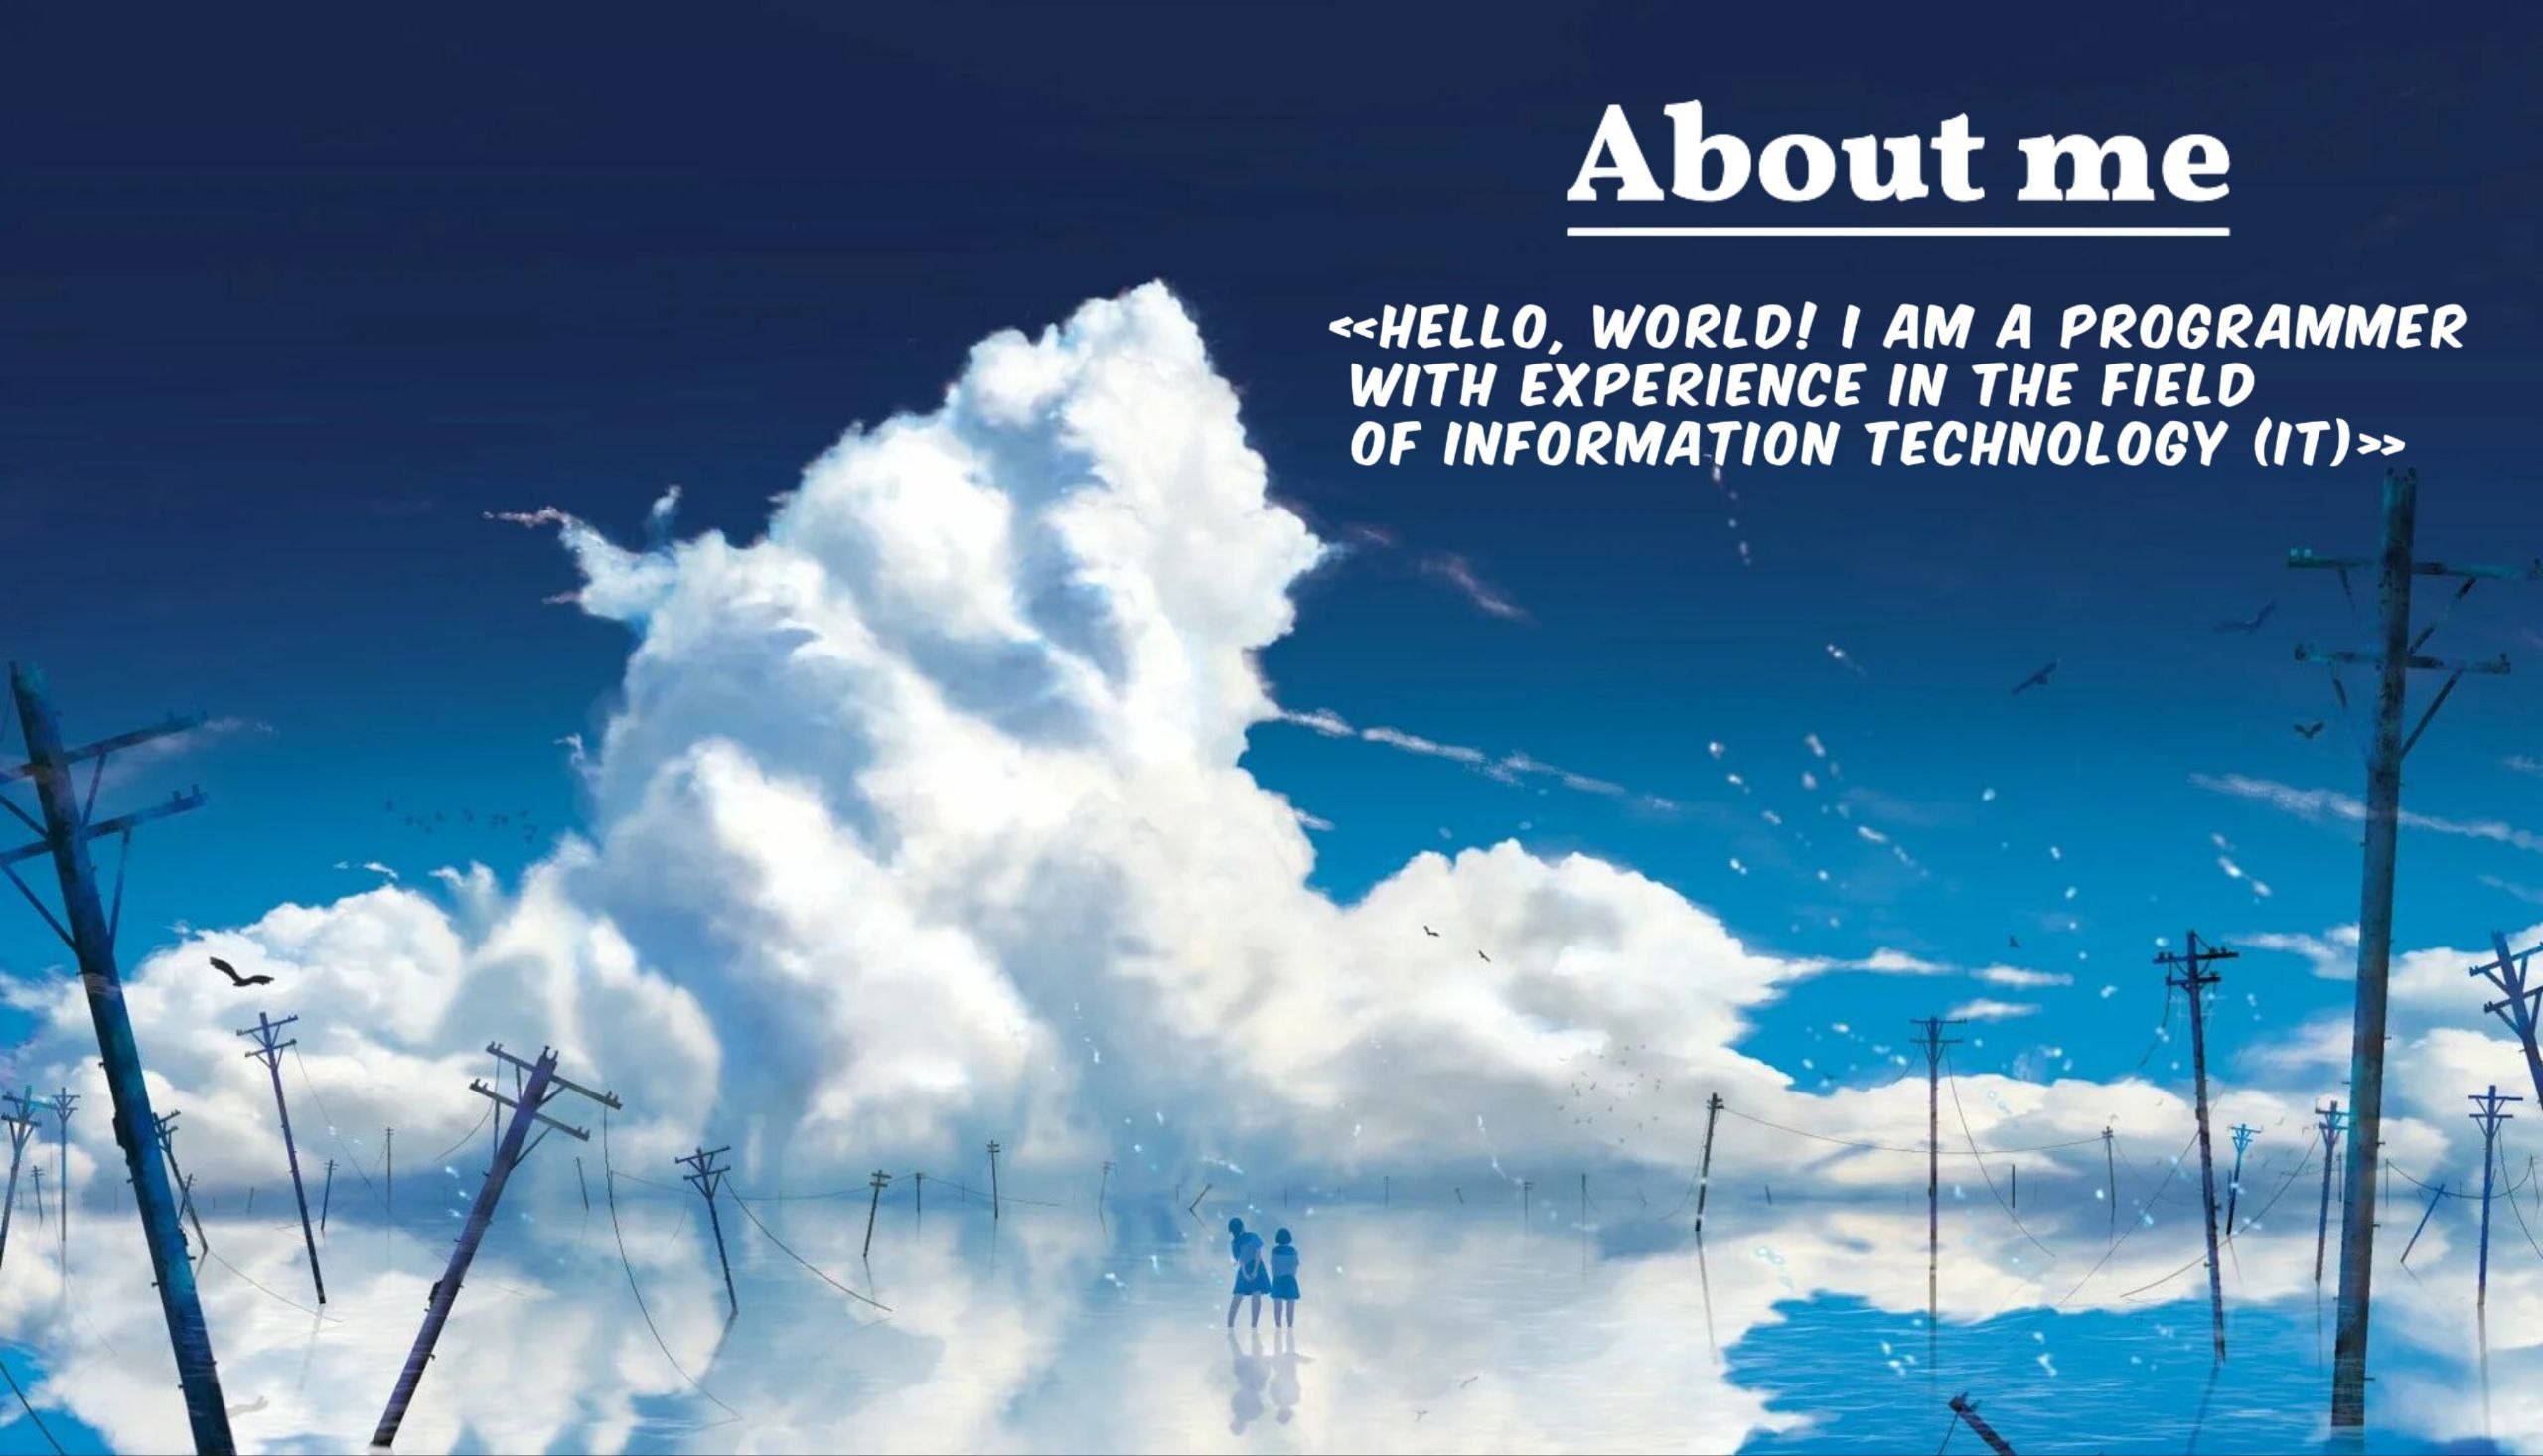 About me
<<HELLO, WORLD! I AM A PROGRAMMER
WITH EXPERIENCE IN THE FIELD
OF INFORMATION TECHNOLOGY (IT)>>